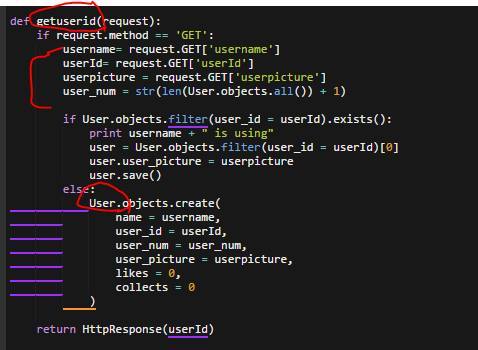 def getuserid(request):
    if request.method == 'GET':
        username= request.GET['username']
        userId= request.GET['userId']
        userpicture = request.GET['userpicture']
        user_num = str(len(User.objects.all()) + 1)

        if User.objects.filter(user_id = userId).exists():
            print username + " is using"
            user = User.objects.filter(user_id = userId)[0]
            user.user_picture = userpicture
            user.save()
        else:
            User.objects.create(
                name = username,
                user_id = userId,
                user_num = user_num,
                user_picture = userpicture,
                likes = 0,
                collects = 0
            )

    return HttpResponse(userId)